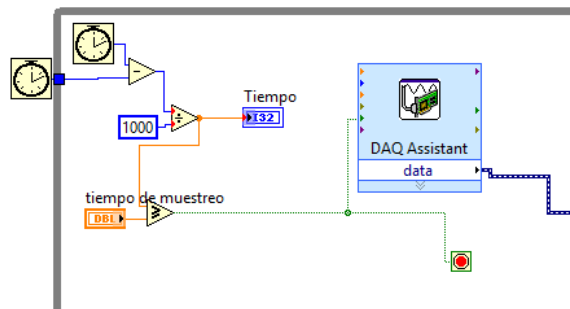 Tiempo
1000
I32
DAQ Assistant
data
tiempo de muestreo
DBL